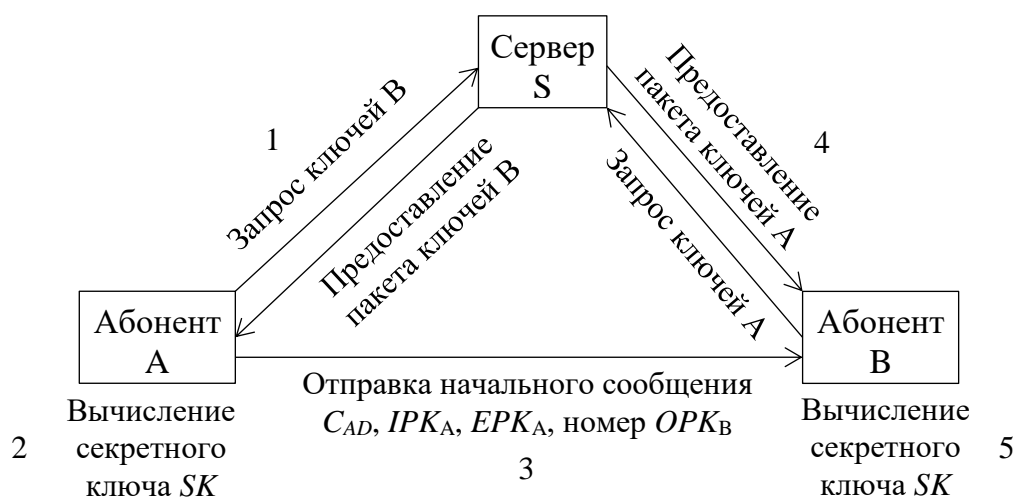 Сервер
S
1
Запрос ключей B
Предоставление
пакета ключей B
Предоставление
пакета ключей A
4
Запрос ключей A
Абонент
A
Абонент
B
Отправка начального сообщения
C_AD, IPK_A, EPK_A, номер OPK_B
3
2
Вычисление
секретного
ключа SK
Вычисление
секретного
ключа SK
5